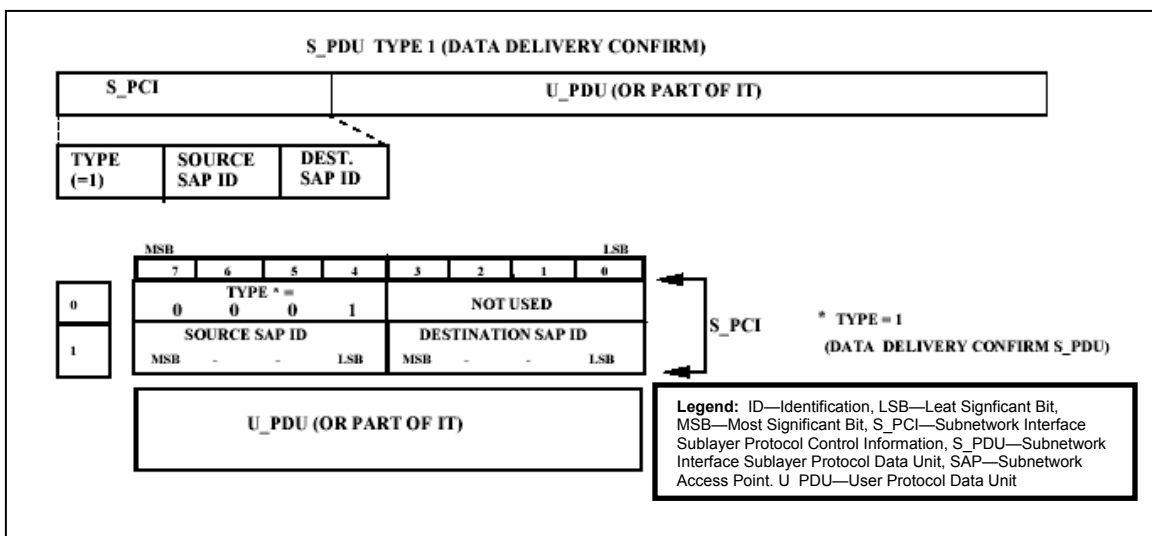 S_PDU TYPE 1 (DATA DELIVERY CONFIRM)
S_PCI U_PDU (OR PART OF IT)
TYPE (=1) SOURCE SAP ID DEST. SAP ID
MSB LSB
7 6 5 4 3 2 1 0
0 TYPE * = 0 0 0 1 NOT USED
1 SOURCE SAP ID DESTINATION SAP ID
MSB - - LSB MSB - - LSB
S_PCI
* TYPE = 1
(DATA DELIVERY CONFIRM S_PDU)
U_PDU (OR PART OF IT)
Legend: ID—Identification, LSB—Leat Signficant Bit,
MSB—Most Significant Bit, S_PCI—Subnetwork Interface
Sublayer Protocol Control Information, S_PDU—Subnetwork
Interface Sublayer Protocol Data Unit, SAP—Subnetwork
Access Point. U PDU—User Protocol Data Unit